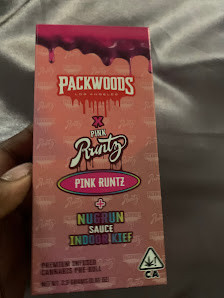 PACKWOODS
LOS ANGELES
X
PINK
Runtz
PINK RUNTZ
+
NUGRUN
SAUCE
INDOOR KIEF
PREMIUM INFUSED
CANNABIS PRE-ROLL
CA